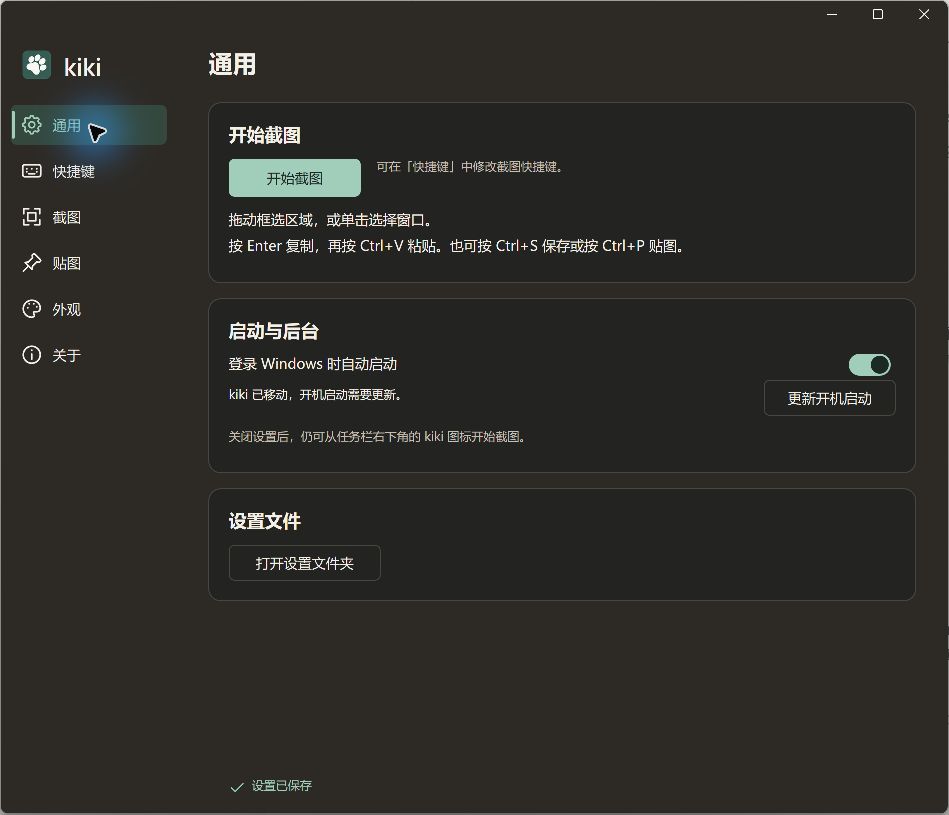 kiki
通用
快捷键
截图
贴图
外观
关于
通用
开始截图
开始截图
可在「快捷键」中修改截图快捷键。
拖动框选区域，或单击选择窗口。
按 Enter 复制，再按 Ctrl+V 粘贴。也可按 Ctrl+S 保存或按 Ctrl+P 贴图。
启动与后台
登录 Windows 时自动启动
kiki 已移动，开机启动需要更新。
更新开机启动
关闭设置后，仍可从任务栏右下角的 kiki 图标开始截图。
设置文件
打开设置文件夹
设置已保存